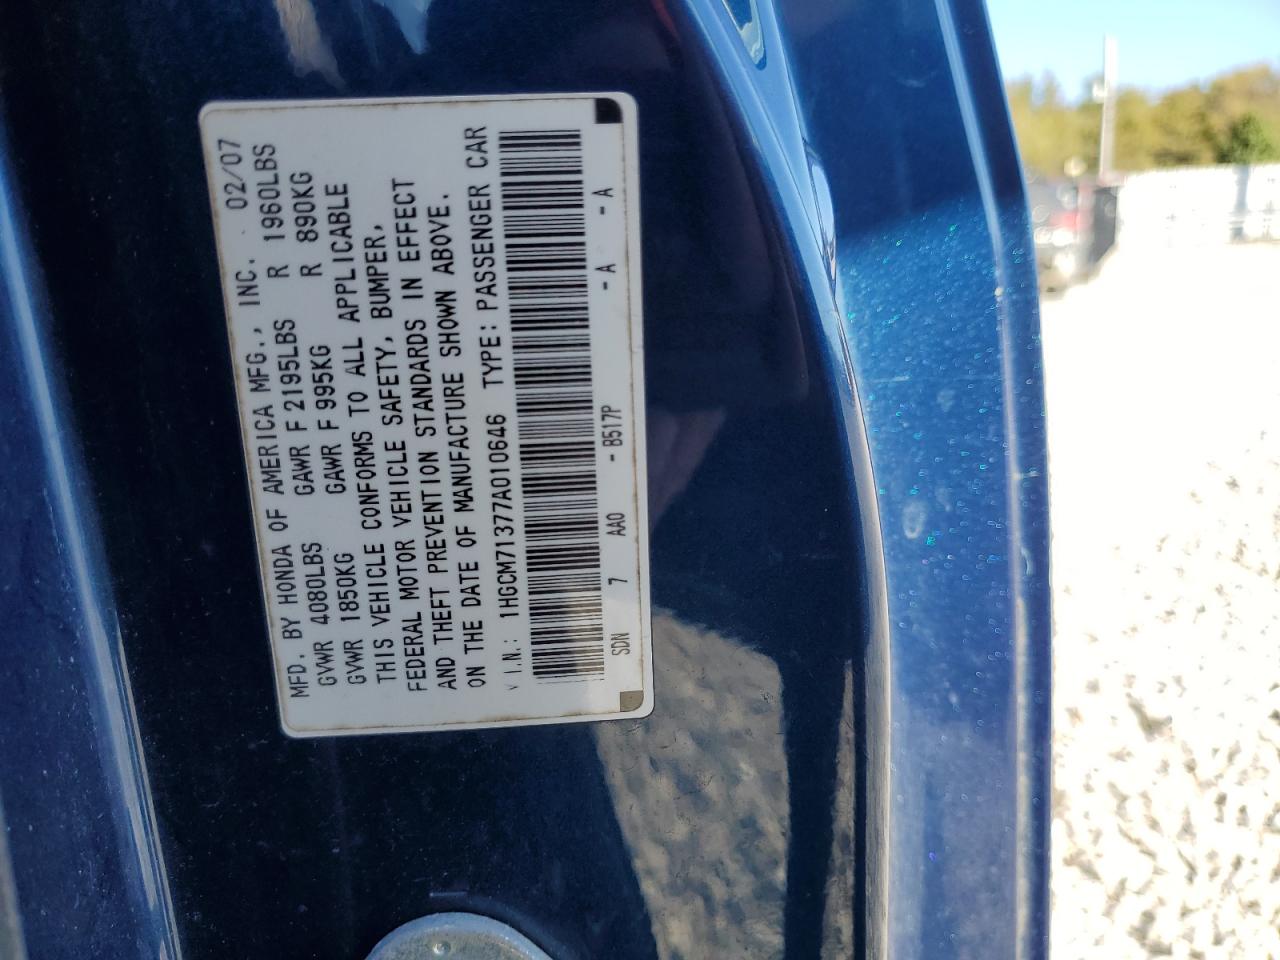 MFD. BY HONDA OF AMERICA MFG., INC. 02/07
GVWR 4080LBS GAWR F 2195LBS R 1960LBS
GVWR 1850KG GAWR F 995KG R 890KG
THIS VEHICLE CONFORMS TO ALL APPLICABLE
FEDERAL MOTOR VEHICLE SAFETY, BUMPER,
AND THEFT PREVENTION STANDARDS IN EFFECT
ON THE DATE OF MANUFACTURE SHOWN ABOVE.
V.I.N.: 1HGCM71377A010646 TYPE: PASSENGER CAR
SDN 7 AA0 - B517P - A - A